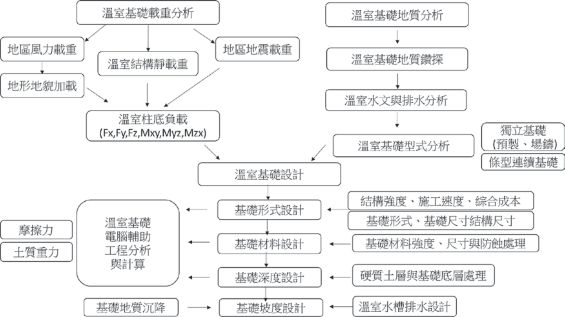 溫室基礎載重分析
溫室基礎地質分析
地區風力載重
溫室結構靜載重
地區地震載重
溫室基礎地質鑽探
地形地貌加載
溫室水文與排水分析
溫室柱底負載
(Fx,Fy,Fz,Mxy,Myz,Mzx)
溫室基礎型式分析
獨立基礎
(預製、場鑄)
條型連續基礎
溫室基礎設計
基礎形式設計
結構強度、施工速度、綜合成本
基礎形式、基礎尺寸結構尺寸
溫室基礎
電腦輔助
工程分析
與計算
摩擦力
土質重力
基礎材料設計
基礎材料強度、尺寸與防蝕處理
基礎深度設計
硬質土層與基礎底層處理
基礎地質沉降
基礎坡度設計
溫室水槽排水設計